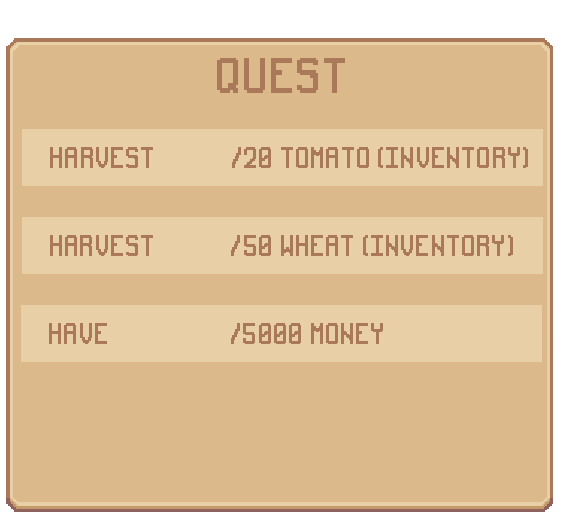 QUEST
HARVEST /20 TOMATO (INVENTORY)
HARVEST /50 WHEAT (INVENTORY)
HAVE /5000 MONEY